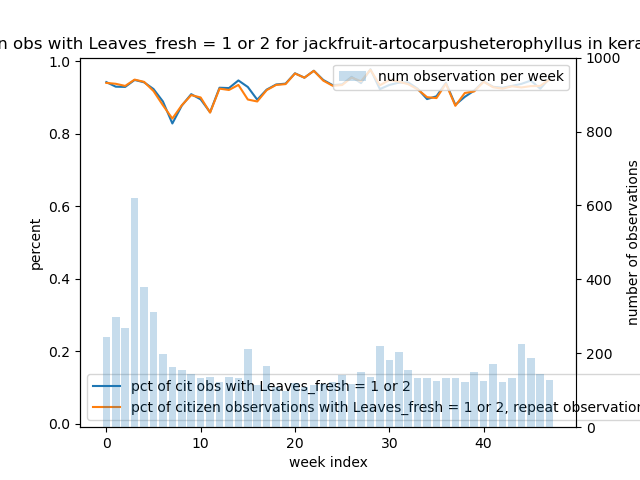 n obs with Leaves_fresh = 1 or 2 for jackfruit-artocarpusheterophyllus in kera
num observation per week
1.0
0.8
0.6
0.4
0.2
0.0
percent
1000
800
600
400
200
0
number of observations
pct of cit obs with Leaves_fresh = 1 or 2
pct of citizen observations with Leaves_fresh = 1 or 2, repeat observation
0 10 20 30 40
week index